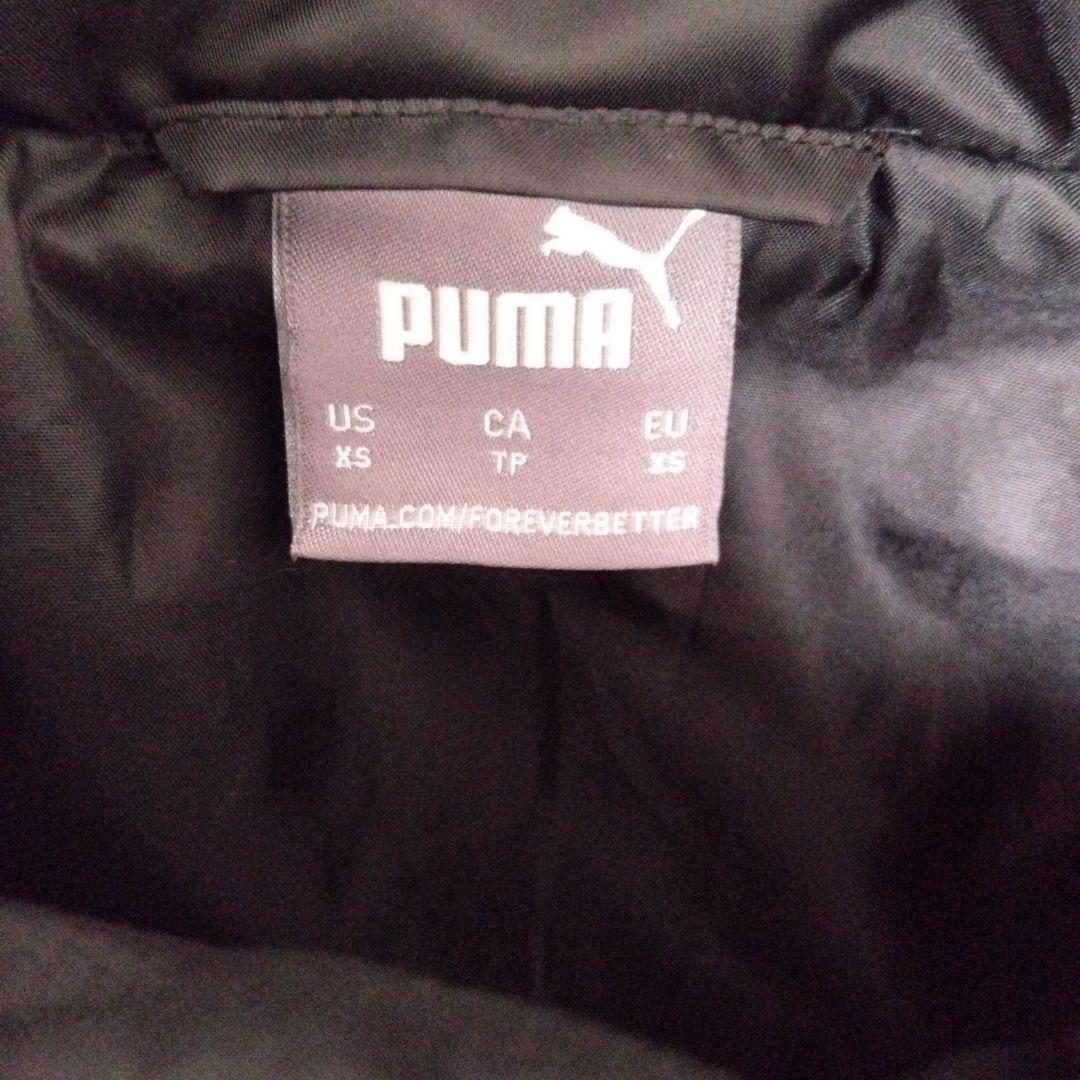 PUMA
US CA EU
XS TP XS
PUMA.COM/FOREVERBETTER